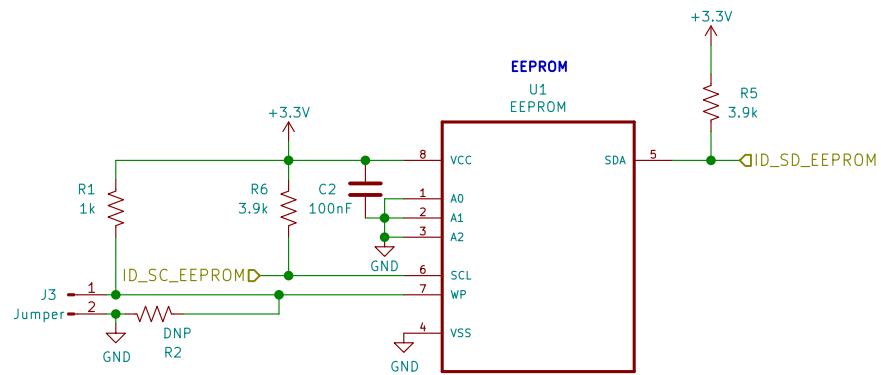 +3.3V
EEPROM
U1
EEPROM
R5
3.9k
+3.3V
8 VCC
SDA 5
ID_SD_EEPROM
R1
1k
R6
3.9k
C2
100nF
1 A0
2 A1
3 A2
GND
ID_SC_EEPROM
6 SCL
J3 1
7 WP
Jumper 2
DNP
R2
GND
4 VSS
GND